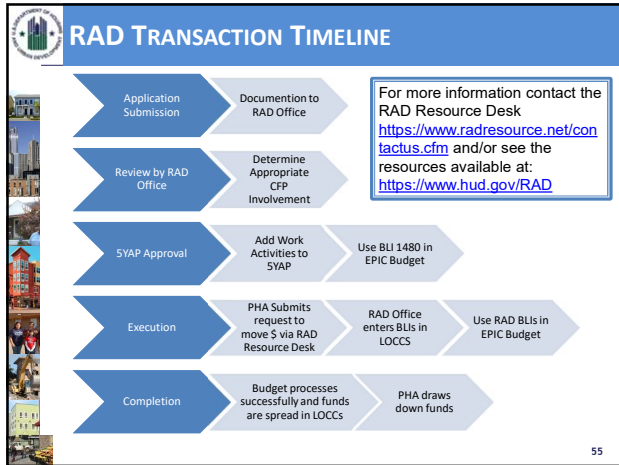 RAD TRANSACTION TIMELINE
Application
Submission
Documention to
RAD Office
For more information contact the
RAD Resource Desk
https://www.radresource.net/con
tactus.cfm and/or see the
resources available at:
https://www.hud.gov/RAD
Review by RAD
Office
Determine
Appropriate
CFP
Involvement
5YAP Approval
Add Work
Activities to
5YAP
Use BLI 1480 in
EPIC Budget
Execution
PHA Submits
request to
move $ via RAD
Resource Desk
RAD Office
enters BLIs in
LOCCS
Use RAD BLIs in
EPIC Budget
Completion
Budget processes
successfully and funds
are spread in LOCCs
PHA draws
down funds
55